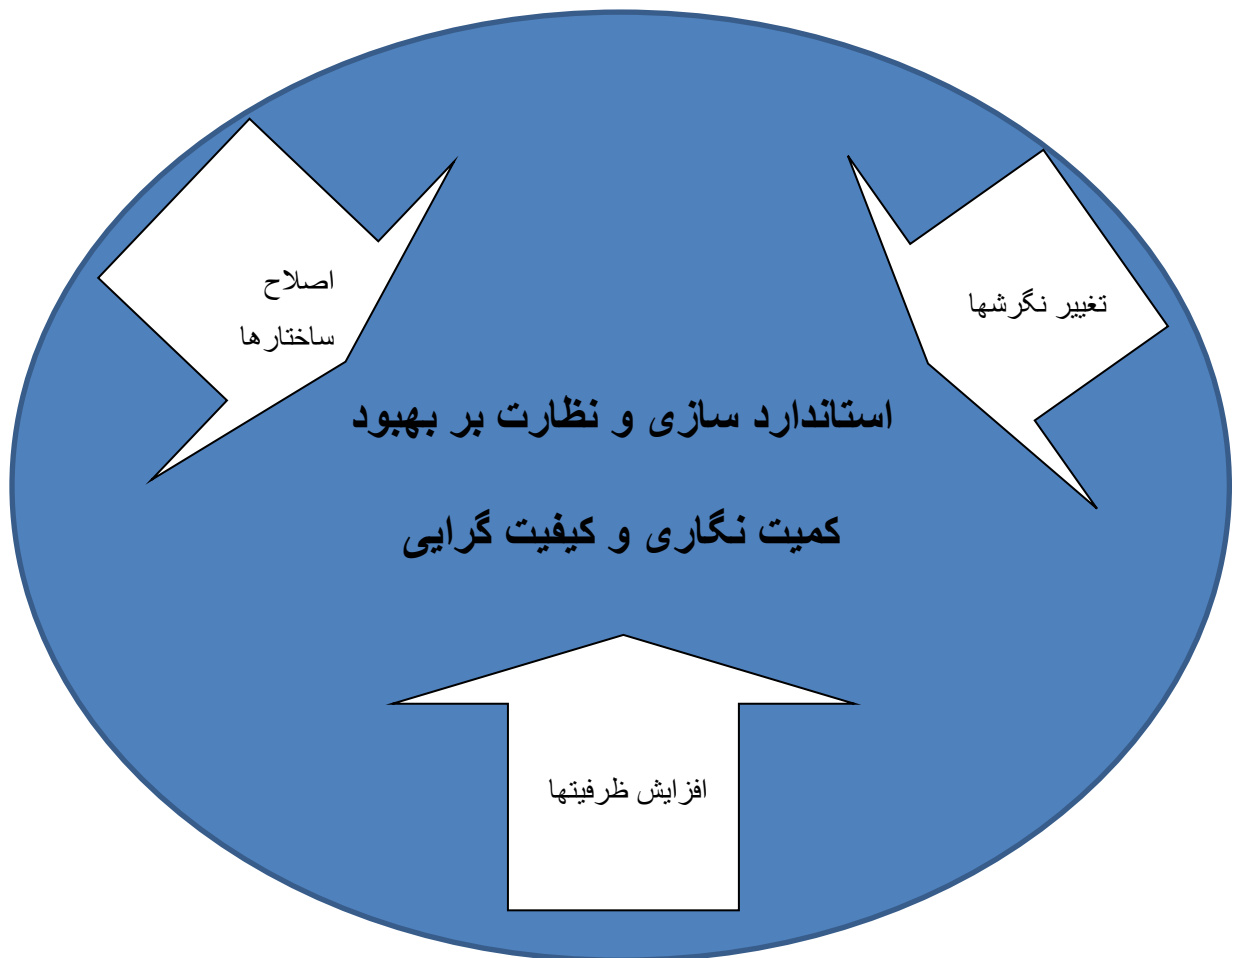 تغییر نگرشها
اصلاح
ساختارها
استاندارد سازی و نظارت بر بهبود
کمیت نگاری و کیفیت گرایی
افزایش ظرفیتها